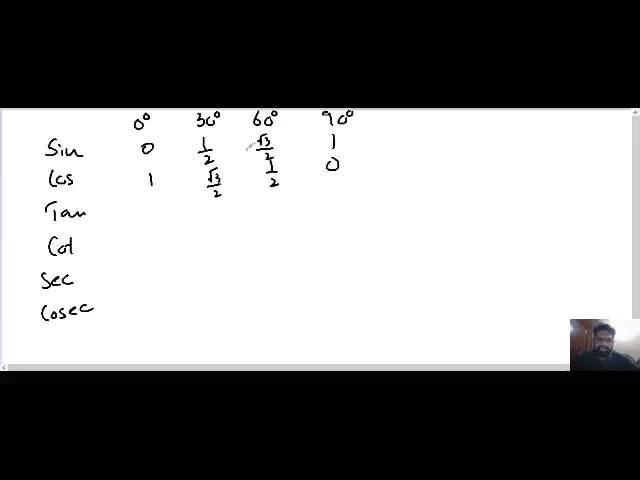 0° 30° 60° 90°
Sin 0 1/2 √3/2 1
Cos 1 √3/2 1/2 0
Tan
Cot
Sec
Cosec